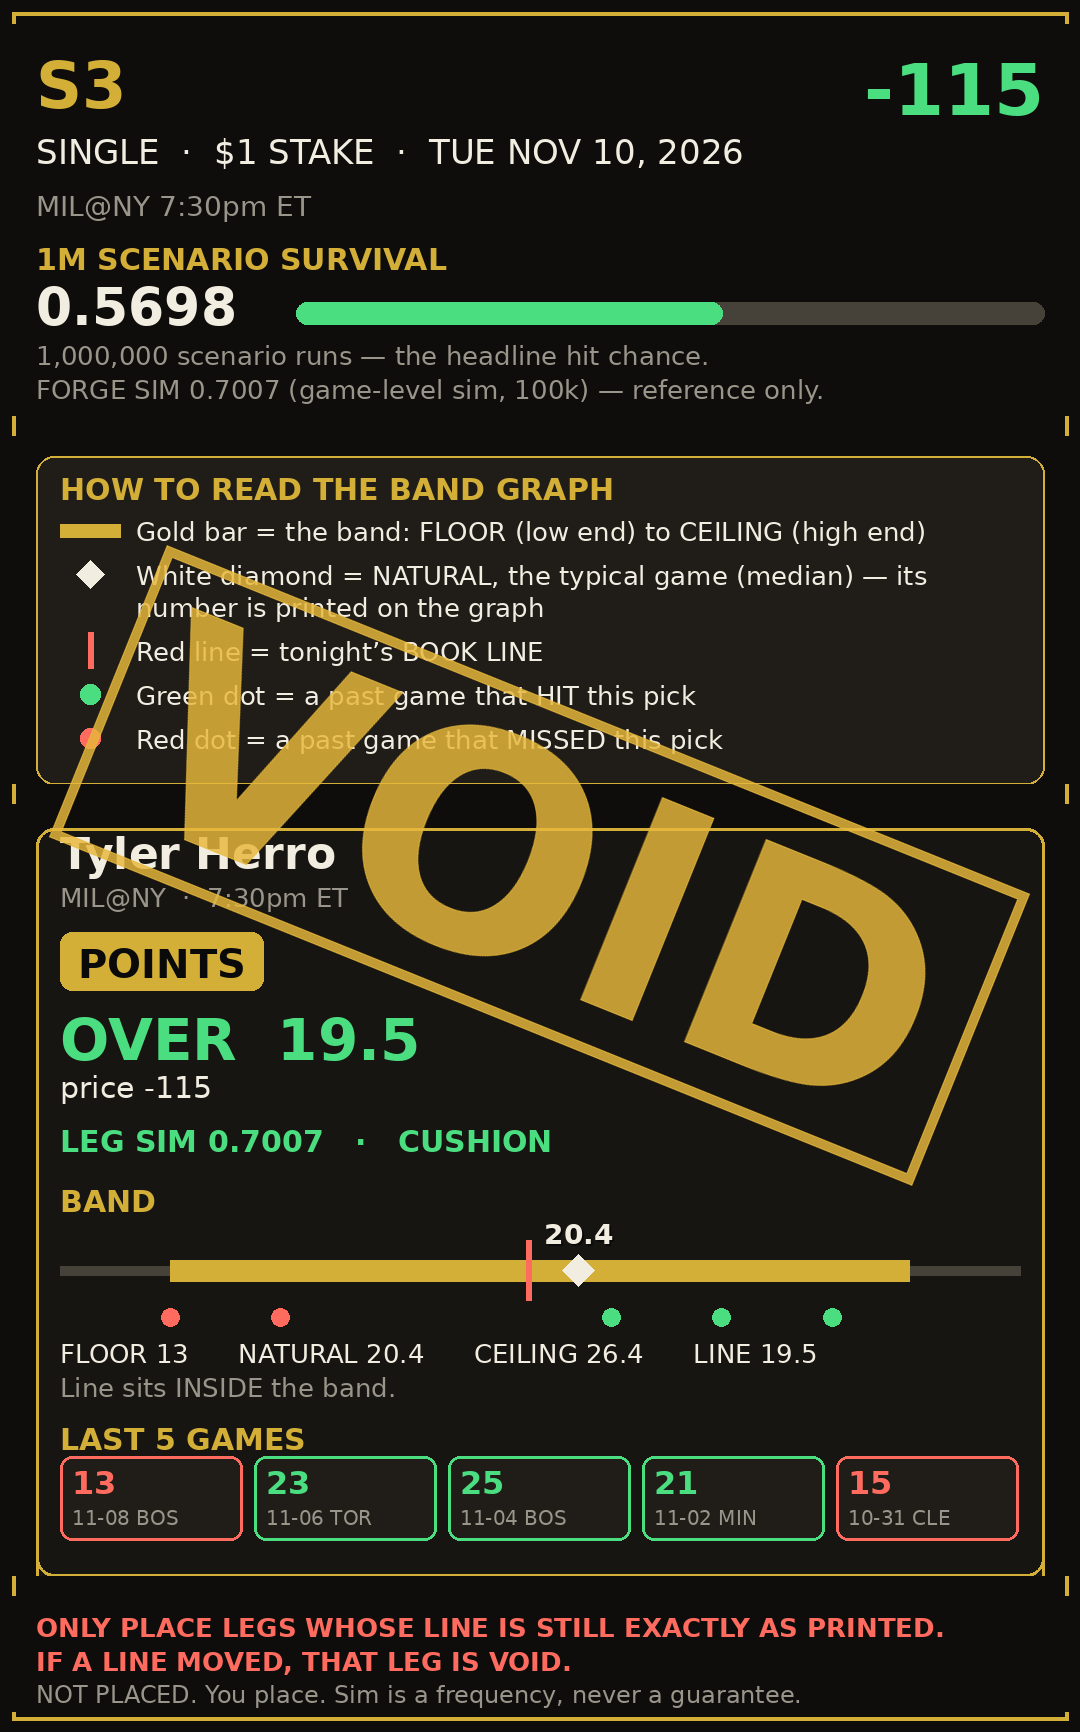 S3
-115
SINGLE · $1 STAKE · TUE NOV 10, 2026
MIL@NY 7:30pm ET
1M SCENARIO SURVIVAL
0.5698
1,000,000 scenario runs — the headline hit chance.
FORGE SIM 0.7007 (game-level sim, 100k) — reference only.
HOW TO READ THE BAND GRAPH
Gold bar = the band: FLOOR (low end) to CEILING (high end)
White diamond = NATURAL, the typical game (median) — its
number is printed on the graph
Red line = tonight’s BOOK LINE
Green dot = a past game that HIT this pick
Red dot = a past game that MISSED this pick
VOID
Tyler Herro
MIL@NY · 7:30pm ET
POINTS
OVER 19.5
price -115
LEG SIM 0.7007 · CUSHION
BAND
20.4
FLOOR 13 NATURAL 20.4 CEILING 26.4 LINE 19.5
Line sits INSIDE the band.
LAST 5 GAMES
13 23 25 21 15
11-08 BOS 11-06 TOR 11-04 BOS 11-02 MIN 10-31 CLE
ONLY PLACE LEGS WHOSE LINE IS STILL EXACTLY AS PRINTED.
IF A LINE MOVED, THAT LEG IS VOID.
NOT PLACED. You place. Sim is a frequency, never a guarantee.